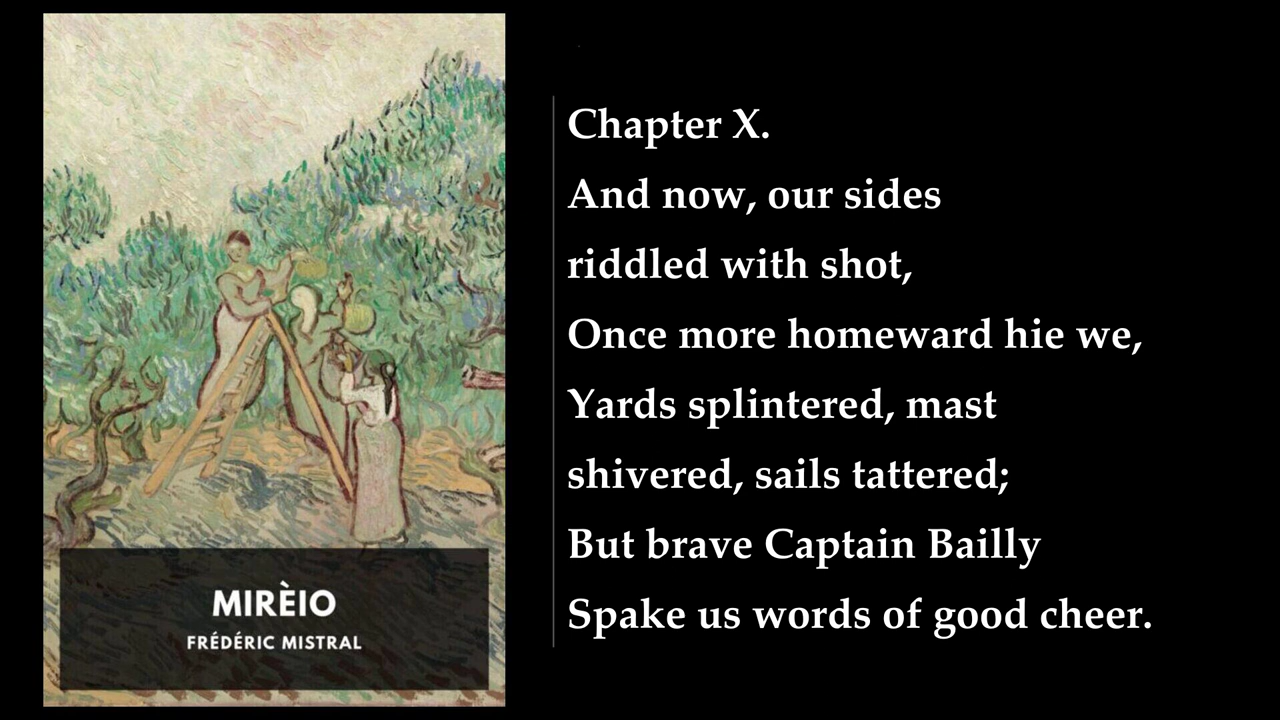 MIRÈIO
FRÉDÉRIC MISTRAL
Chapter X.
And now, our sides
riddled with shot,
Once more homeward hie we,
Yards splintered, mast
shivered, sails tattered;
But brave Captain Bailly
Spake us words of good cheer.